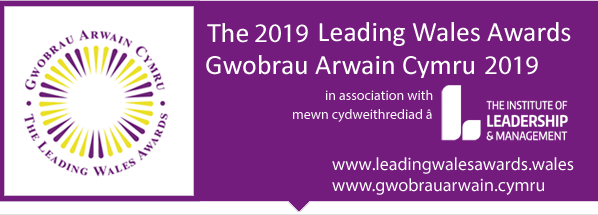 GWOBRAU ARWAIN CYMRU
THE LEADING WALES AWARDS
The 2019 Leading Wales Awards
Gwobrau Arwain Cymru 2019
in association with
mewn cydweithrediad â
THE INSTITUTE OF
LEADERSHIP
& MANAGEMENT
www.leadingwalesawards.wales
www.gwobrauarwain.cymru